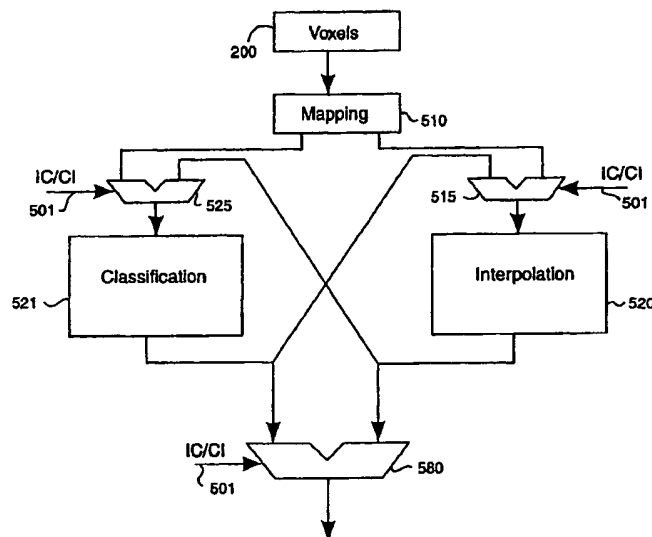 Voxels
200
Mapping
510
IC/CI
501
525
515
IC/CI
501
Classification
521
Interpolation
520
IC/CI
501
580